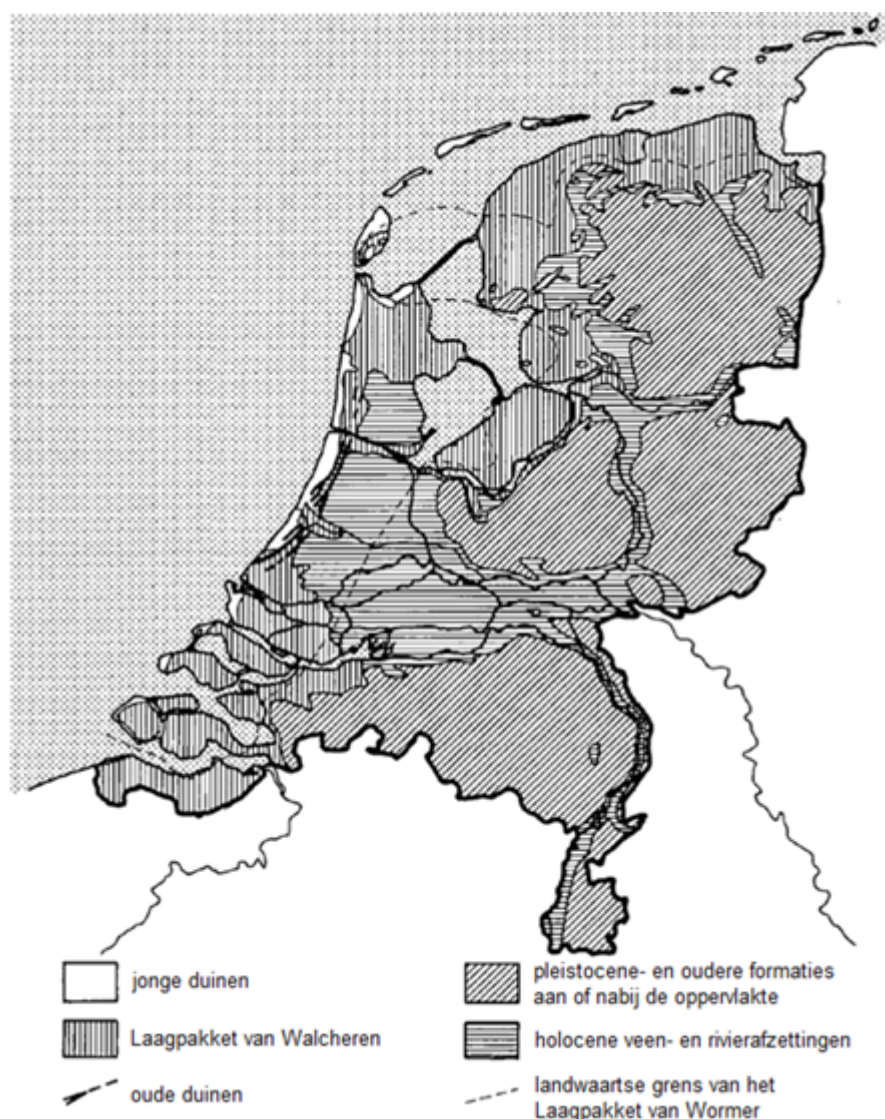 jonge duinen
Laagpakket van Walcheren
oude duinen
pleistocene- en oudere formaties
aan of nabij de oppervlakte
holocene veen- en rivierafzettingen
landwaartse grens van het
Laagpakket van Wormer